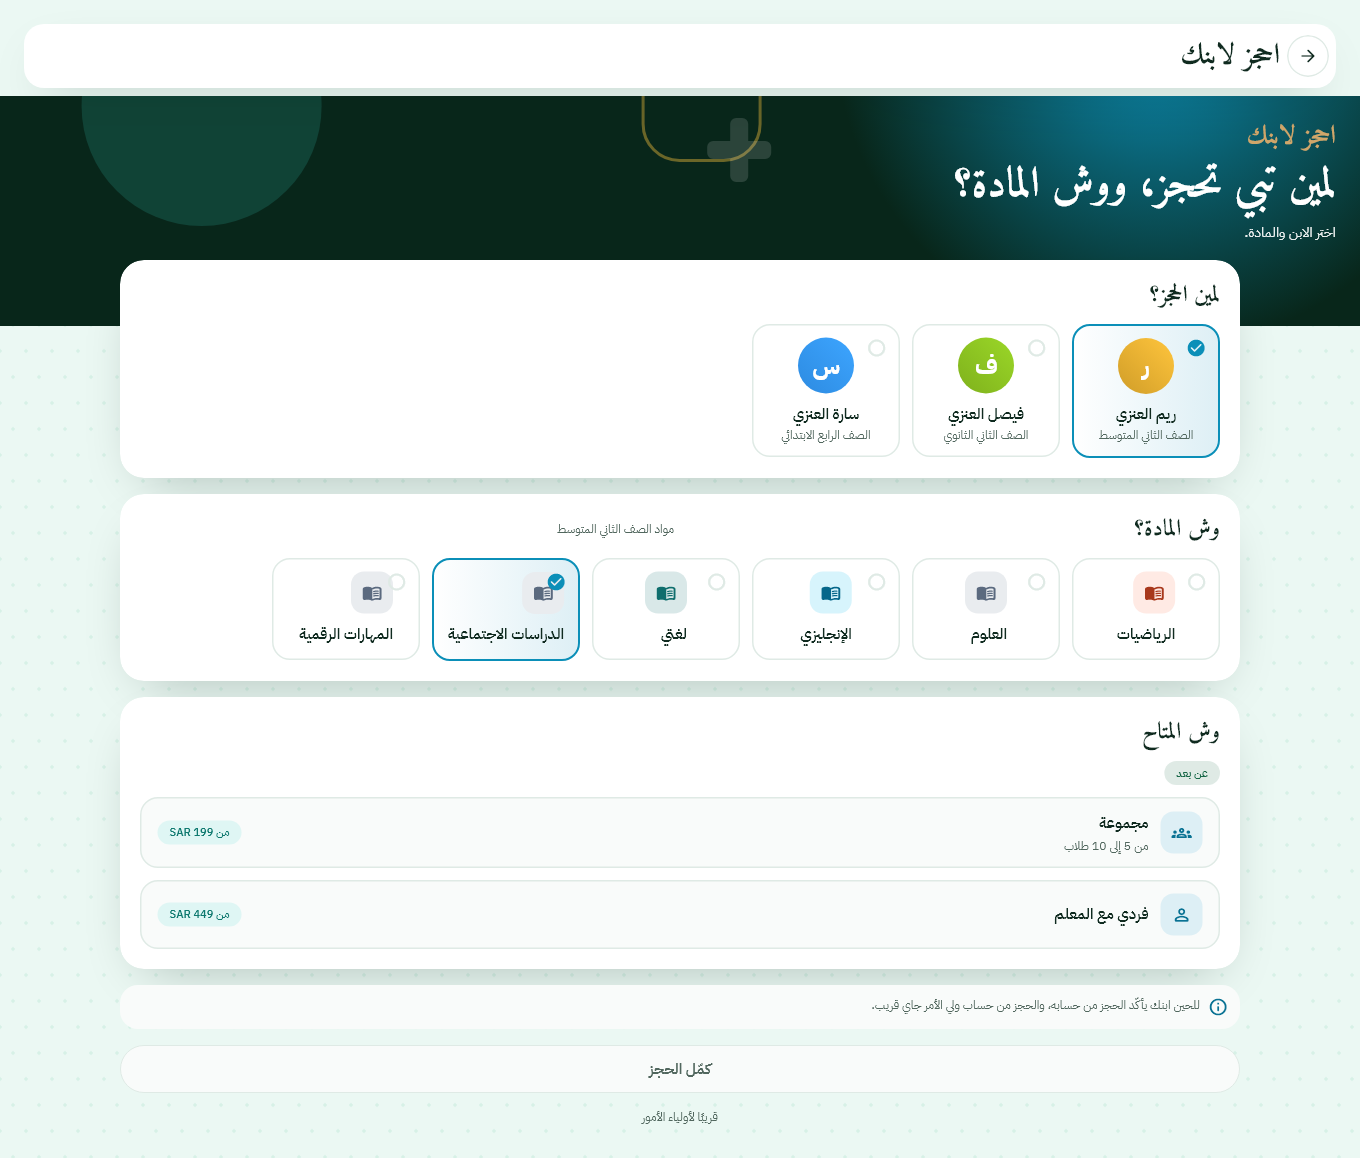 احجز لابنك
احجز لابنك
لمين تبي تحجز، ووش المادة؟
اختر الابن والمادة.
لمين الحجز؟
ر
ريم العنزي
الصف الثاني المتوسط
ف
فيصل العنزي
الصف الثاني الثانوي
س
سارة العنزي
الصف الرابع الابتدائي
وش المادة؟
مواد الصف الثاني المتوسط
الرياضيات
العلوم
الإنجليزي
لغتي
الدراسات الاجتماعية
المهارات الرقمية
وش المتاح
عن بعد
مجموعة
من 5 إلى 10 طلاب
من 199 SAR
فردي مع المعلم
من 449 SAR
للحين ابنك يأكّد الحجز من حسابه، والحجز من حساب ولي الأمر جاي قريب.
كمّل الحجز
قريبًا لأولياء الأمور